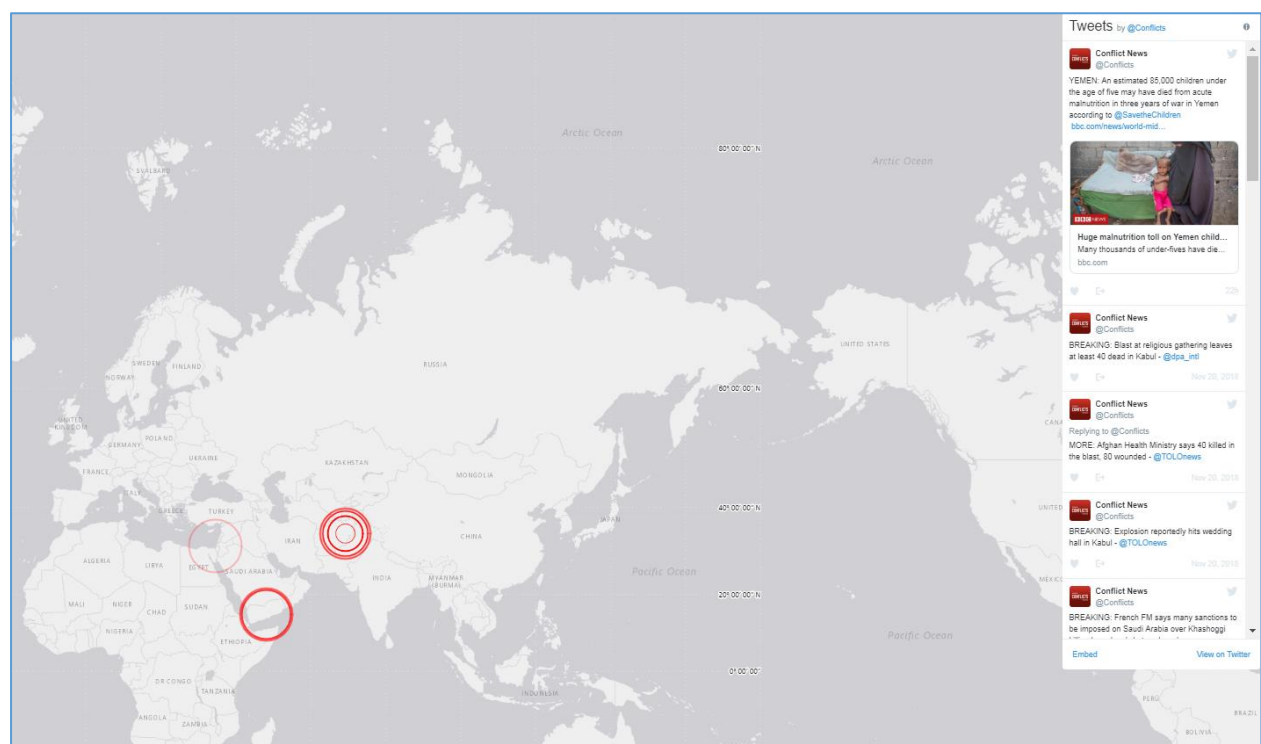 Arctic Ocean
80° 00' 00" N
Arctic Ocean
SVALBARD
UNITED STATES
SWEDEN
FINLAND
RUSSIA
NORWAY
60° 00' 00" N
UNITED
KINGDOM
CANA
POLAND
GERMANY
UKRAINE
KAZAKHSTAN
FRANCE
MONGOLIA
ITALY
GREECE
TURKEY
40° 00' 00" N
UNITED
JAPAN
IRAN
CHINA
ALGERIA
LIBYA
EGYPT
SAUDI ARABIA
Pacific Ocean
INDIA
MYANMAR
(BURMA)
MEXICO
20° 00' 00" N
MALI
NIGER
CHAD
SUDAN
NIGERIA
ETHIOPIA
Pacific Ocean
0° 00' 00"
DR CONGO
TANZANIA
INDONESIA
PERU
ANGOLA
ZAMBIA
BRAZIL
BOLIVIA
Tweets by @Conflicts
Conflict News
@Conflicts
YEMEN: An estimated 85,000 children under
the age of five may have died from acute
malnutrition in three years of war in Yemen
according to @SavetheChildren
bbc.com/news/world-mid…
BBC NEWS
Huge malnutrition toll on Yemen child...
Many thousands of under-fives have die...
bbc.com
22h
Conflict News
@Conflicts
BREAKING: Blast at religious gathering leaves
at least 40 dead in Kabul - @dpa_intl
Nov 20, 2018
Conflict News
@Conflicts
Replying to @Conflicts
MORE: Afghan Health Ministry says 40 killed in
the blast, 80 wounded - @TOLOnews
Nov 20, 2018
Conflict News
@Conflicts
BREAKING: Explosion reportedly hits wedding
hall in Kabul - @TOLOnews
Nov 20, 2018
Conflict News
@Conflicts
BREAKING: French FM says many sanctions to
be imposed on Saudi Arabia over Khashoggi
Embed
View on Twitter